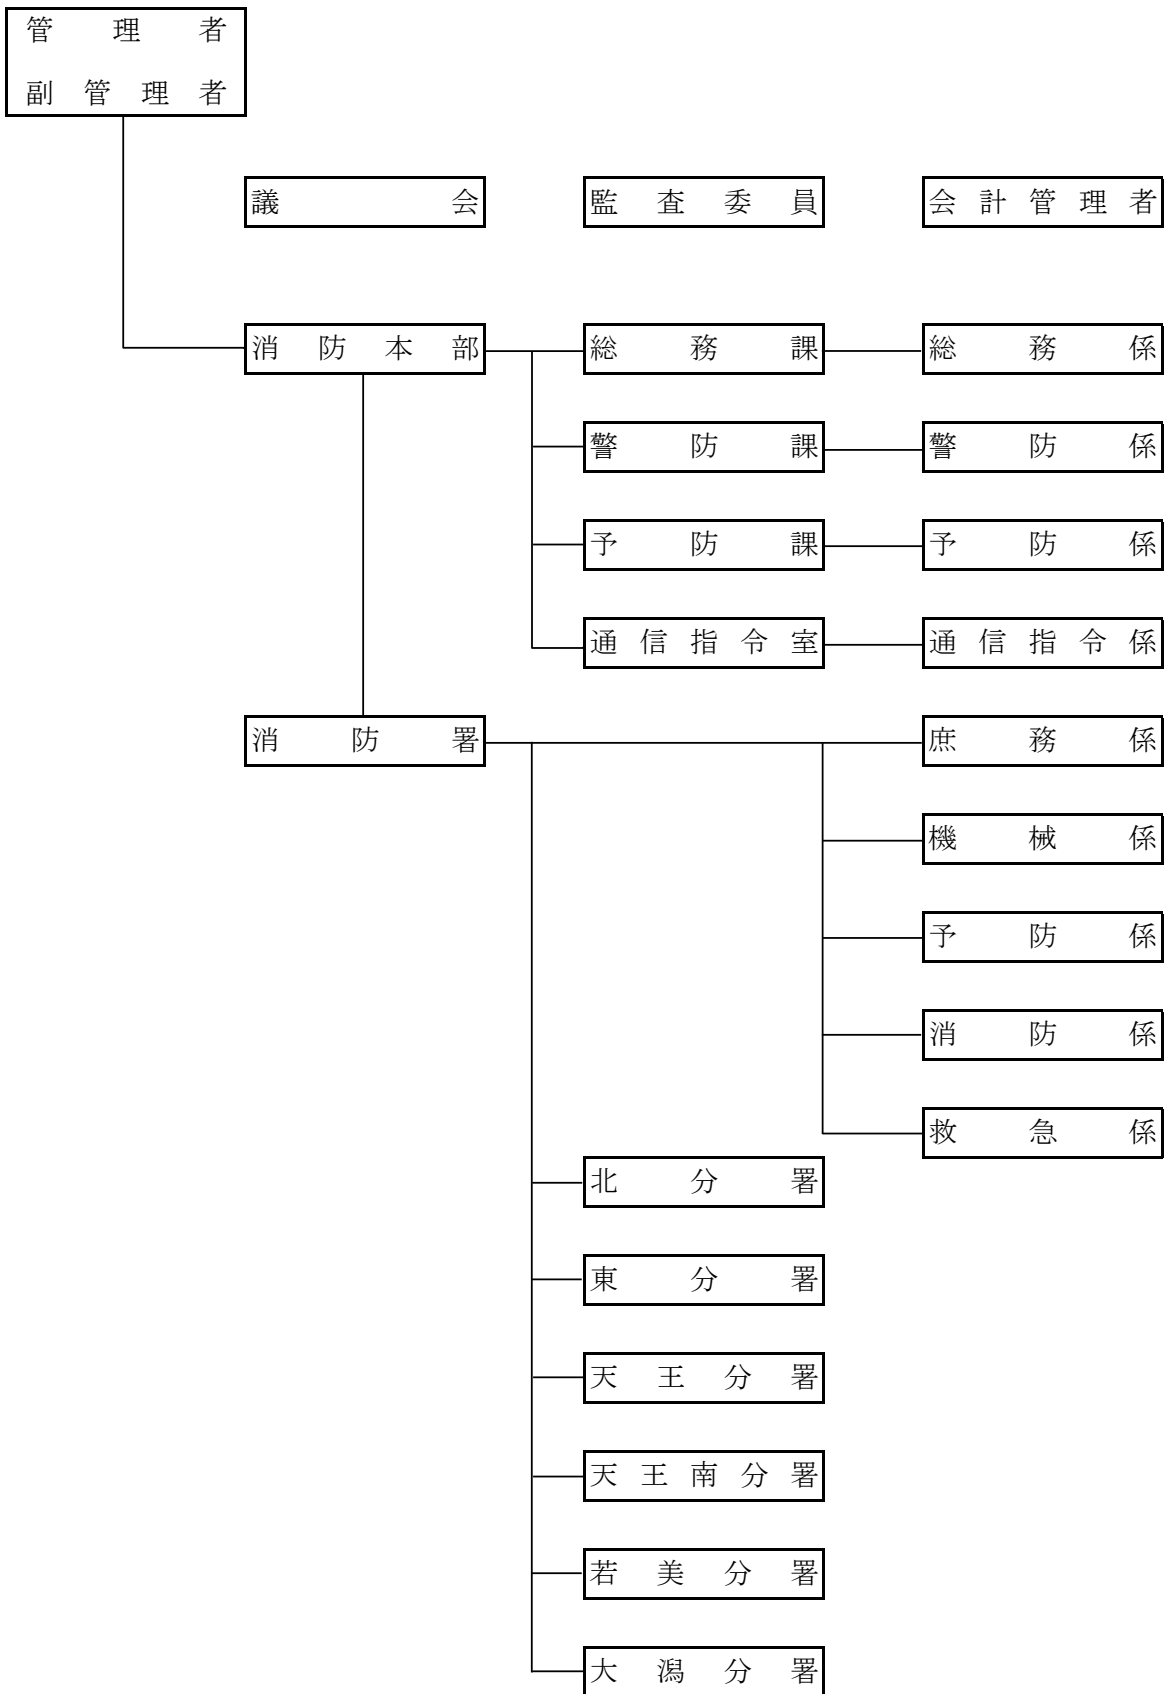 管理者
副管理者
議会
監査委員
会計管理者
消防本部
総務課
総務係
警防課
警防係
予防課
予防係
通信指令室
通信指令係
消防署
庶務係
機械係
予防係
消防係
救急係
北分署
東分署
天王分署
天王南分署
若美分署
大潟分署